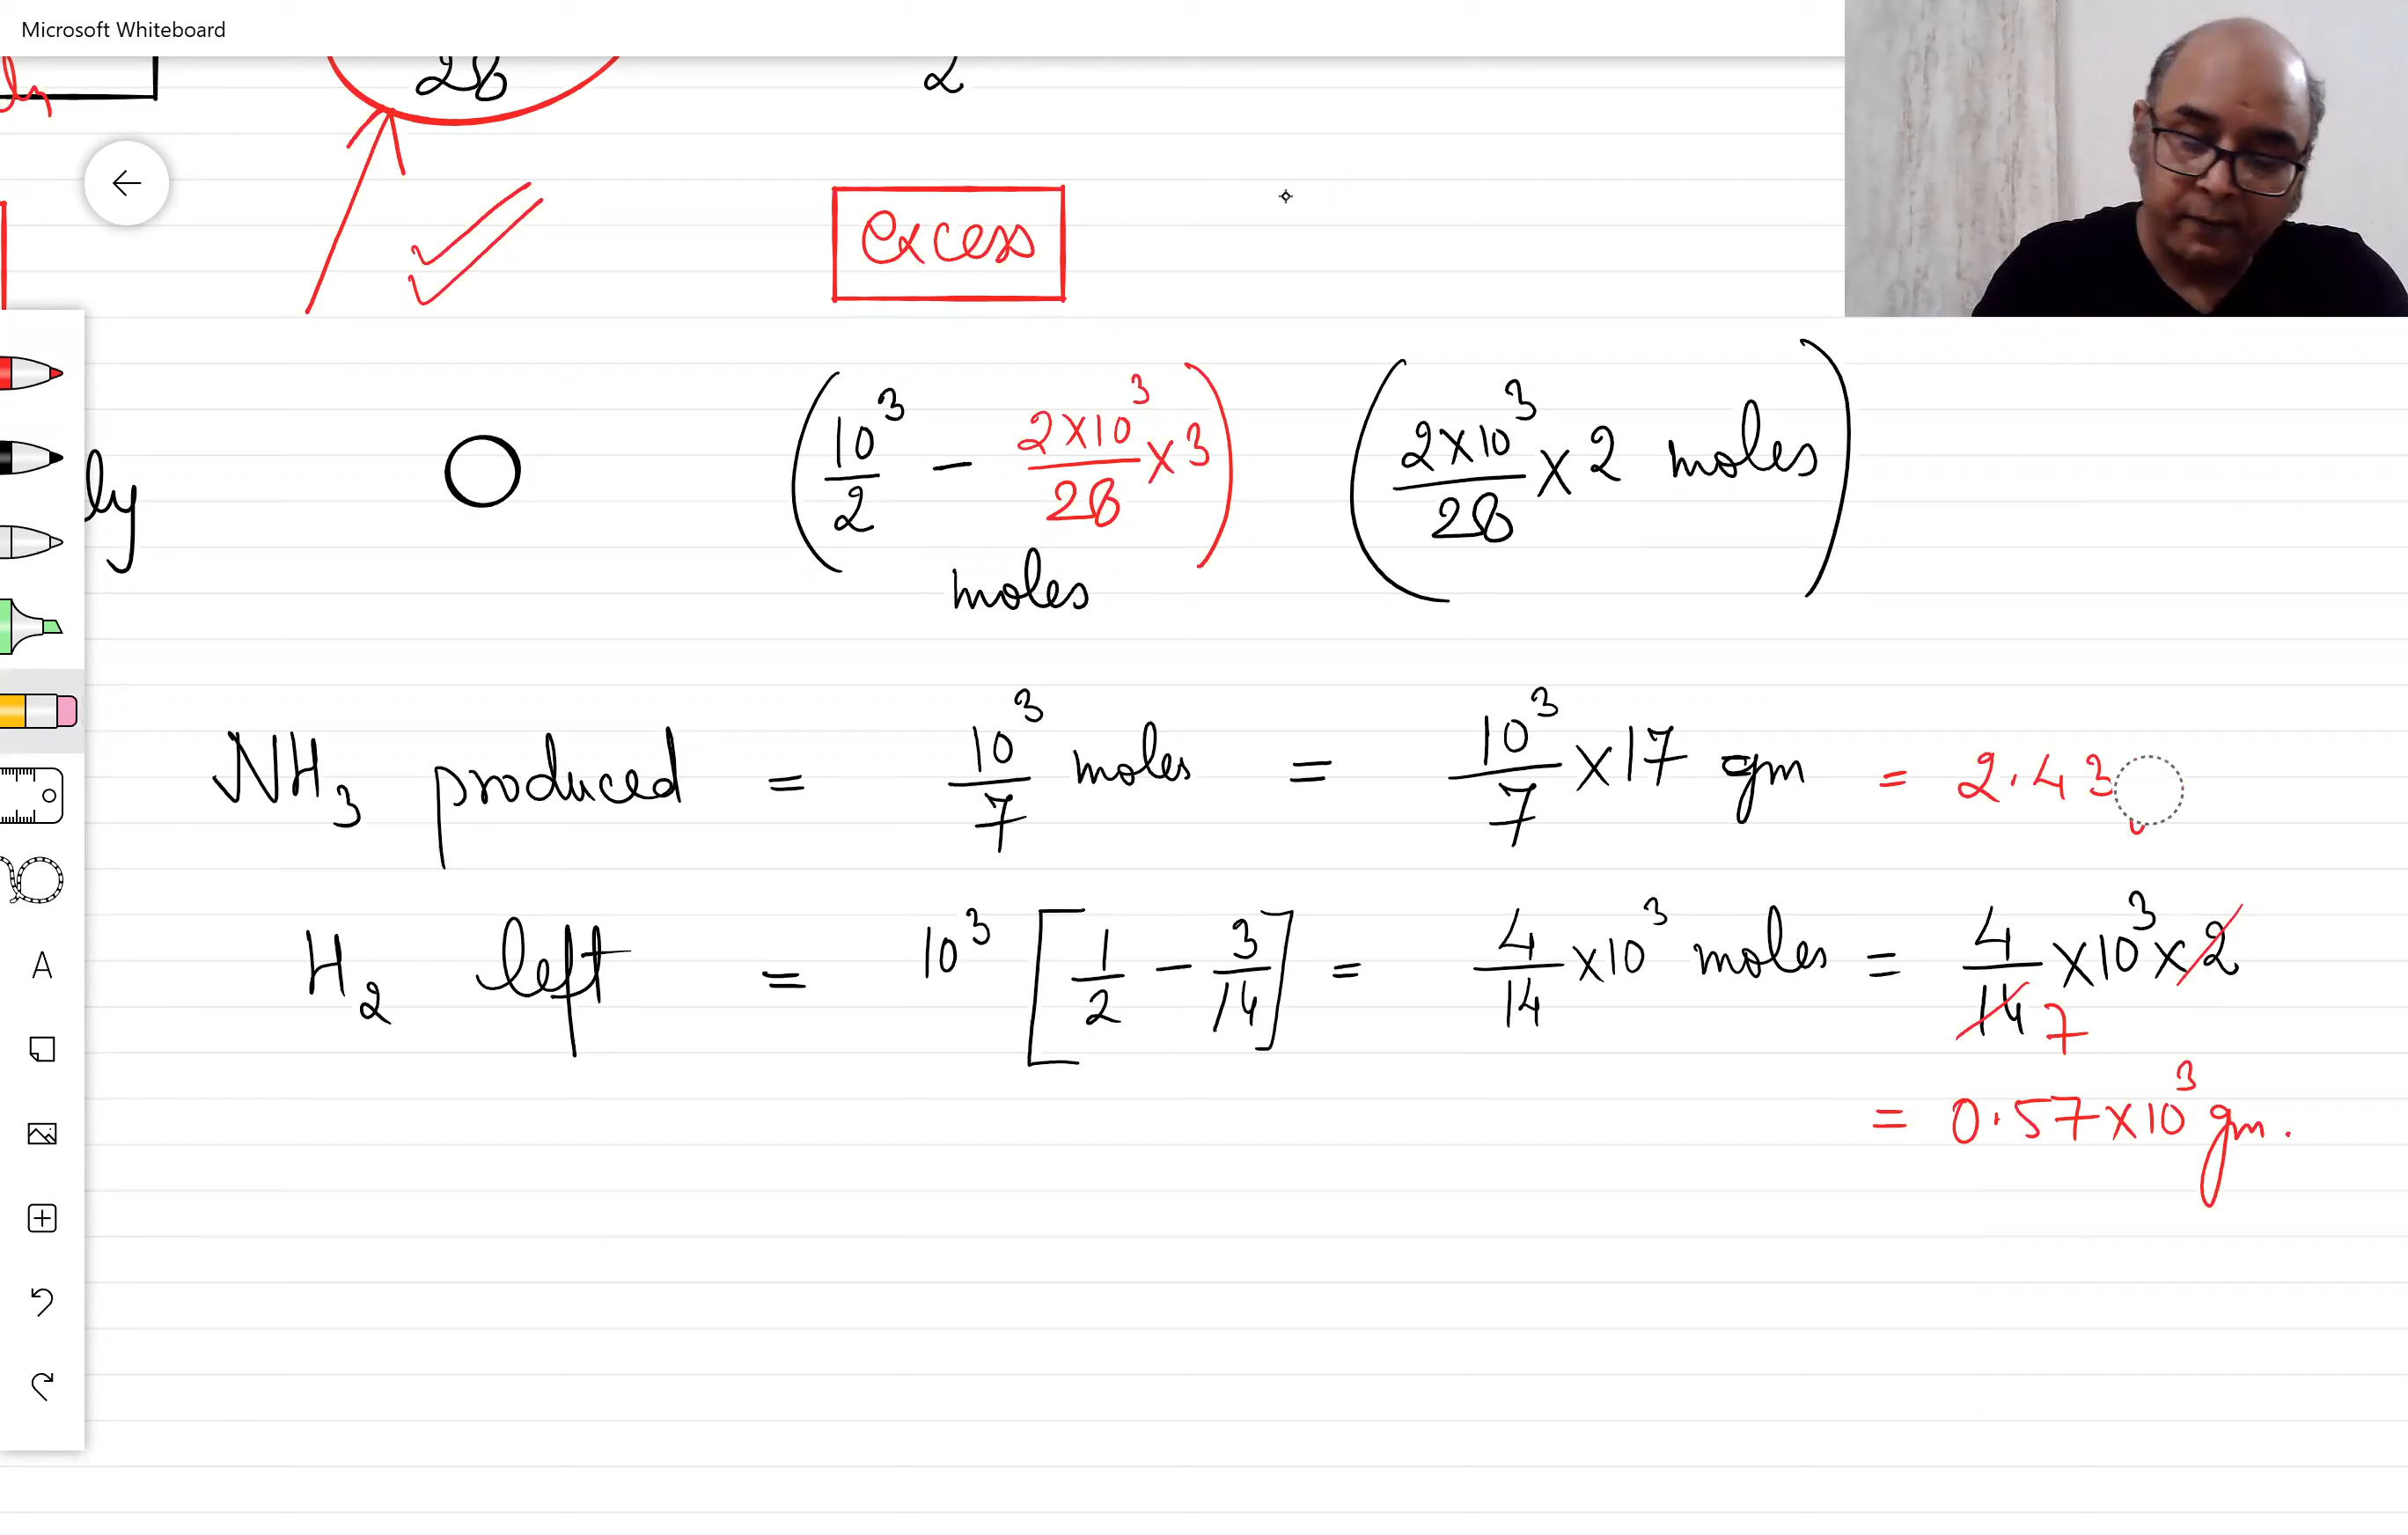 Microsoft Whiteboard
28 2
excess
ly O (10³/2 - 2×10³/28 × 3) (2×10³/28 × 2 moles)
moles
NH₃ produced = 10³/7 moles = 10³/7 × 17 gm = 2.43
H₂ left = 10³ [1/2 - 3/14] = 4/14 × 10³ moles = 4/14 × 10³ × 2
7
= 0.57 × 10³ gm.
A